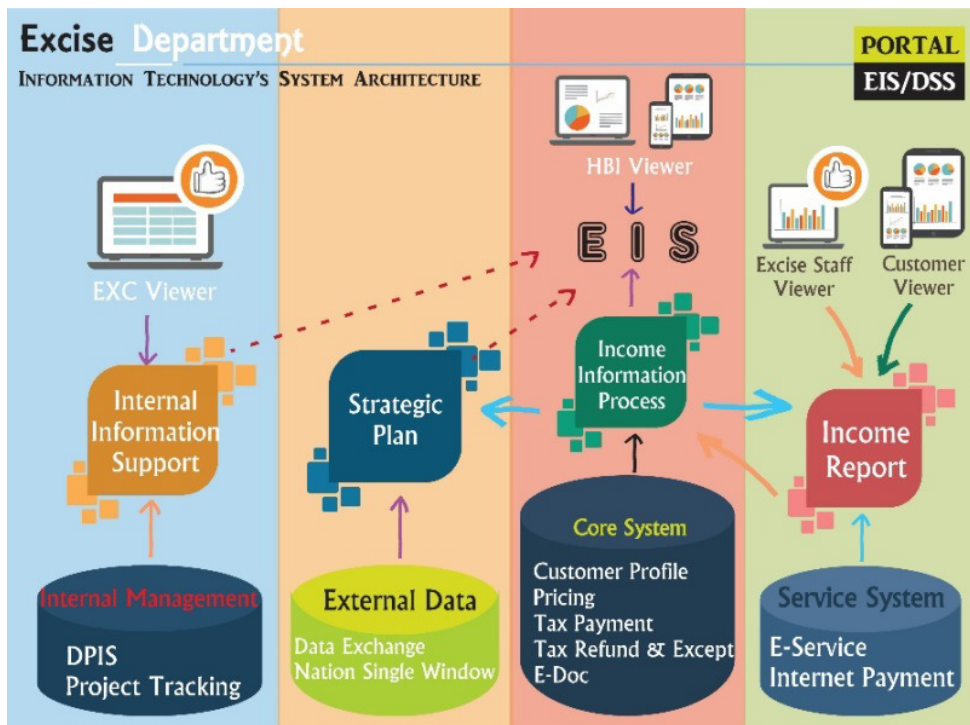 Excise Department
INFORMATION TECHNOLOGY'S SYSTEM ARCHITECTURE
PORTAL
EIS/DSS
EXC Viewer
HBI Viewer
EIS
Excise Staff
Viewer
Customer
Viewer
Internal
Information
Support
Strategic
Plan
Income
Information
Process
Income
Report
Internal Management
DPIS
Project Tracking
External Data
Data Exchange
Nation Single Window
Core System
Customer Profile
Pricing
Tax Payment
Tax Refund & Except
E-Doc
Service System
E-Service
Internet Payment